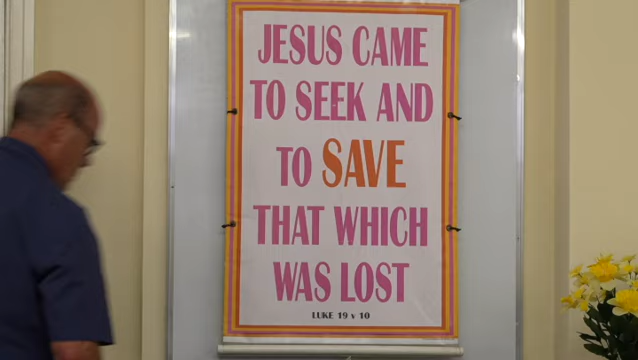 JESUS CAME
TO SEEK AND
TO SAVE
THAT WHICH
WAS LOST
LUKE 19 v 10